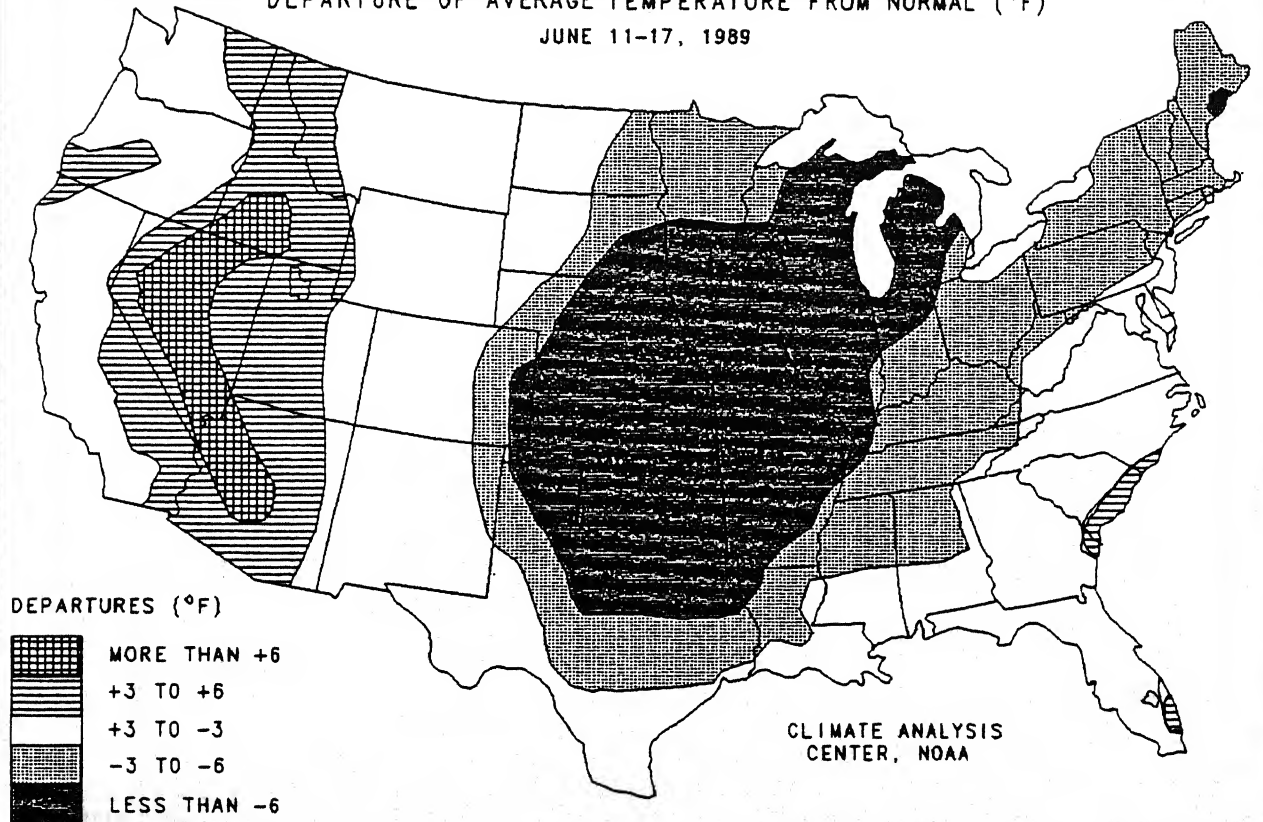 DEPARTURE OF AVERAGE TEMPERATURE FROM NORMAL (°F)
JUNE 11-17, 1989
DEPARTURES (°F)
MORE THAN +6
+3 TO +6
+3 TO -3
-3 TO -6
LESS THAN -6
CLIMATE ANALYSIS
CENTER, NOAA